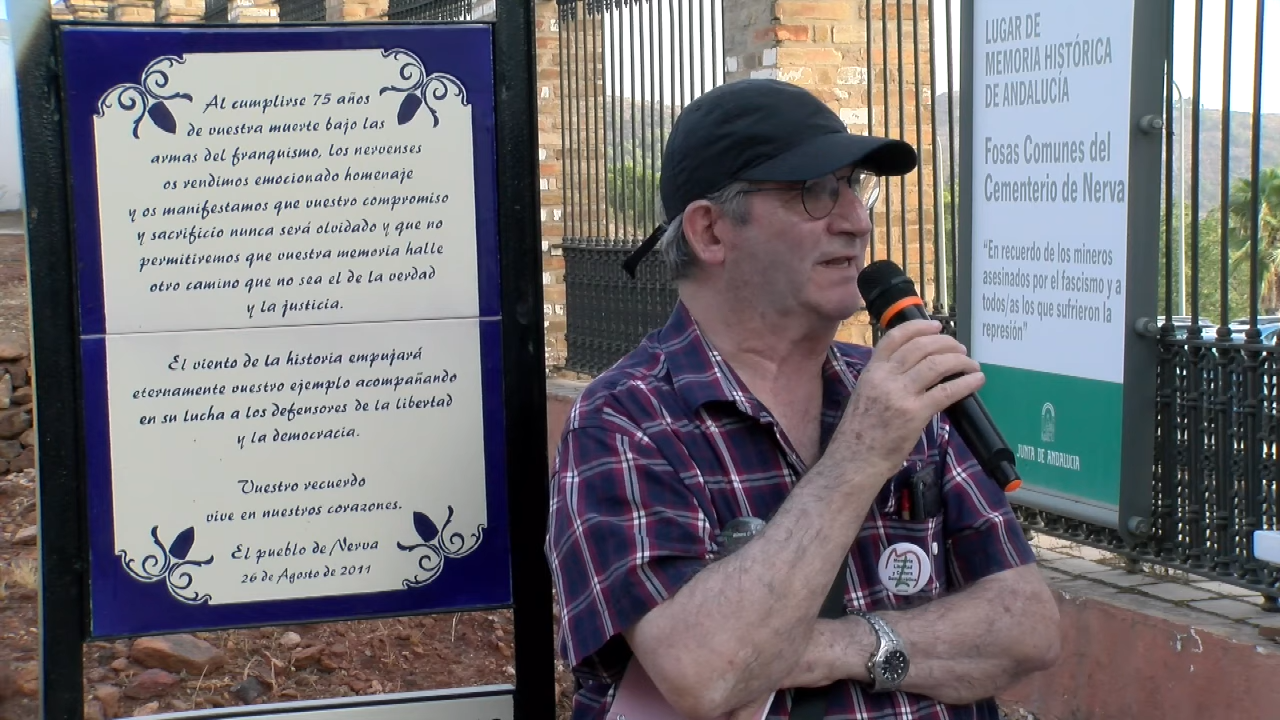 Al cumplirse 75 años
de vuestra muerte bajo las
armas del franquismo, los nervenses
os rendimos emocionado homenaje
y os manifestamos que vuestro compromiso
y sacrificio nunca será olvidado y que no
permitiremos que vuestra memoria halle
otro camino que no sea el de la verdad
y la justicia.
El viento de la historia empujará
eternamente vuestro ejemplo acompañando
en su lucha a los defensores de la libertad
y la democracia.
Vuestro recuerdo
vive en nuestros corazones.
El pueblo de Nerva
26 de Agosto de 2011
LUGAR DE
MEMORIA HISTÓRICA
DE ANDALUCÍA
Fosas Comunes del
Cementerio de Nerva
“En recuerdo de los mineros
asesinados por el fascismo y a
todos/as los que sufrieron la
represión”
JUNTA DE ANDALUCIA
Memoria
Libertad
y Cultura